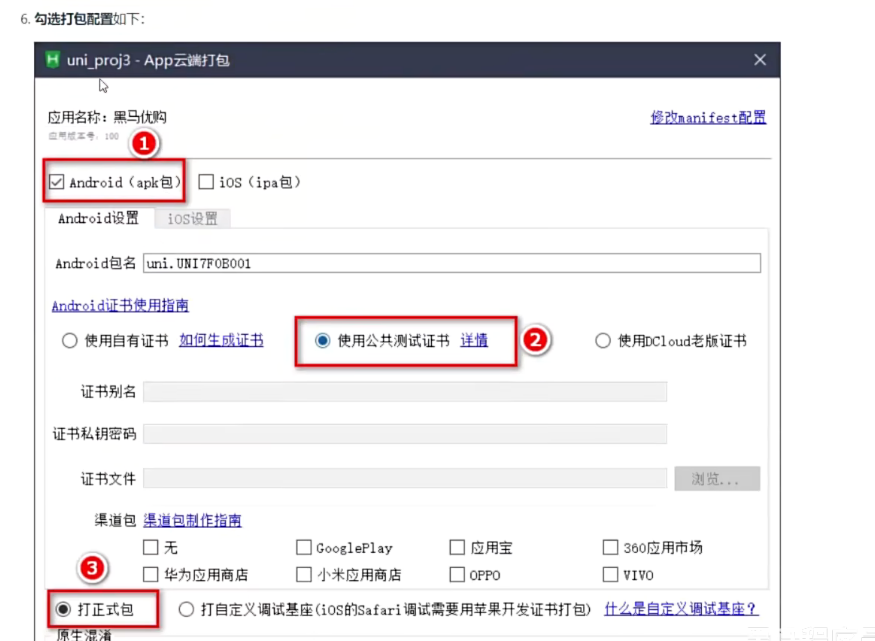 6. 勾选打包配置如下:
uni_proj3 - App云端打包
应用名称: 黑马优购
修改manifest配置
应用版本号: 100
1
Android (apk包) iOS (ipa包)
Android设置 iOS设置
Android包名 uni.UNI7F0B001
Android证书使用指南
使用自有证书 如何生成证书 使用公共测试证书 详情 2 使用DCloud老版证书
证书别名
证书私钥密码
证书文件 浏览...
渠道包 渠道包制作指南
无 GooglePlay 应用宝 360应用市场
3
华为应用商店 小米应用商店 OPPO VIVO
打正式包 打自定义调试基座(iOS的Safari调试需要用苹果开发证书打包) 什么是自定义调试基座?
原生混淆